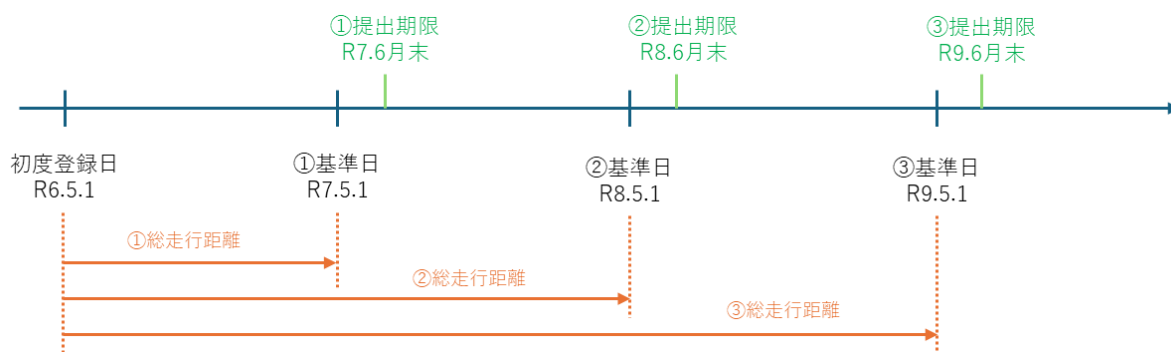 ①提出期限
R7.6月末
②提出期限
R8.6月末
③提出期限
R9.6月末
初度登録日
R6.5.1
①基準日
R7.5.1
②基準日
R8.5.1
③基準日
R9.5.1
①総走行距離
②総走行距離
③総走行距離